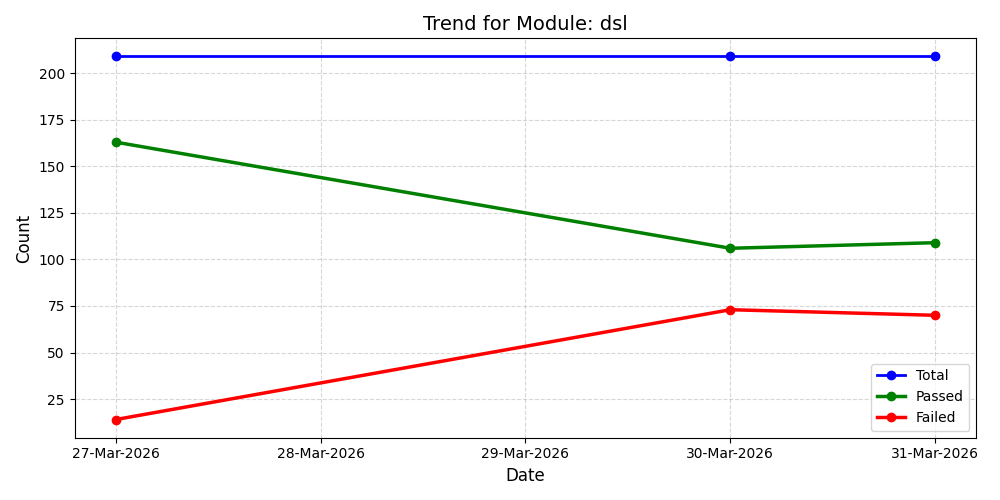 Trend for Module: dsl
Count
200
175
150
125
100
75
50
25
Total
Passed
Failed
27-Mar-2026
28-Mar-2026
29-Mar-2026
30-Mar-2026
31-Mar-2026
Date